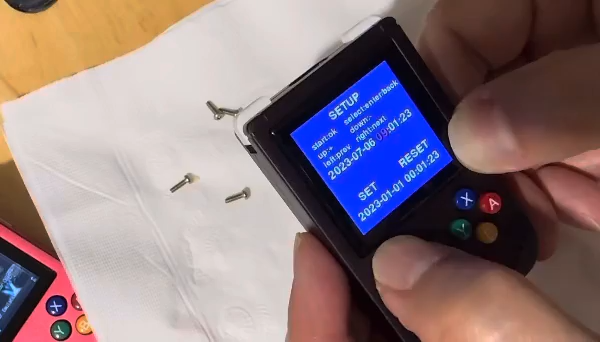 SETUP
start:ok select:enter/back
up:+ down:-
left:prev right:next
2023-07-06 09:01:23
SET RESET
2023-01-01 00:01:23
X
A
Y
X
Y